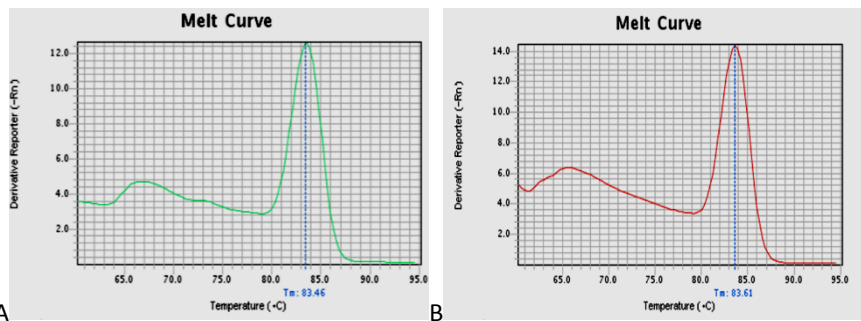 Melt Curve
Derivative Reporter (-Rn)
12.0
10.0
8.0
6.0
4.0
2.0
65.0 70.0 75.0 80.0 85.0 90.0 95.0
Tm: 83.46
Temperature (•C)
A
Melt Curve
Derivative Reporter (-Rn)
14.0
12.0
10.0
8.0
6.0
4.0
2.0
65.0 70.0 75.0 80.0 85.0 90.0 95.0
Tm: 83.61
Temperature (•C)
B